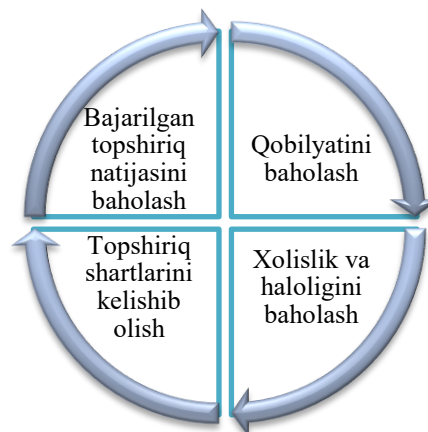 Bajarilgan
topshiriq
natijasini
baholash
Qobilyatini
baholash
Topshiriq
shartlarini
kelishib
olish
Xolislik va
haloligini
baholash